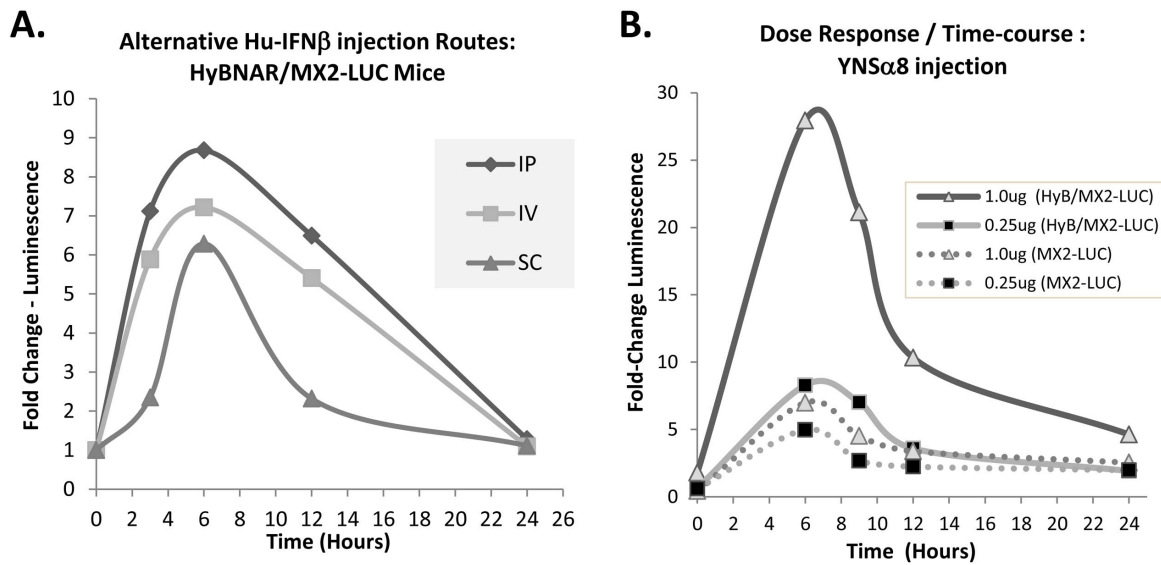 A.
Alternative Hu-IFNβ injection Routes:
HyBNAR/MX2-LUC Mice
Fold Change - Luminescence
10
9
8
7
6
5
4
3
2
1
0
IP
IV
SC
0 2 4 6 8 10 12 14 16 18 20 22 24 26
Time (Hours)
B.
Dose Response / Time-course :
YNSα8 injection
Fold-Change Luminescence
30
25
20
15
10
5
0
1.0ug (HyB/MX2-LUC)
0.25ug (HyB/MX2-LUC)
1.0ug (MX2-LUC)
0.25ug (MX2-LUC)
0 2 4 6 8 10 12 14 16 18 20 22 24
Time (Hours)